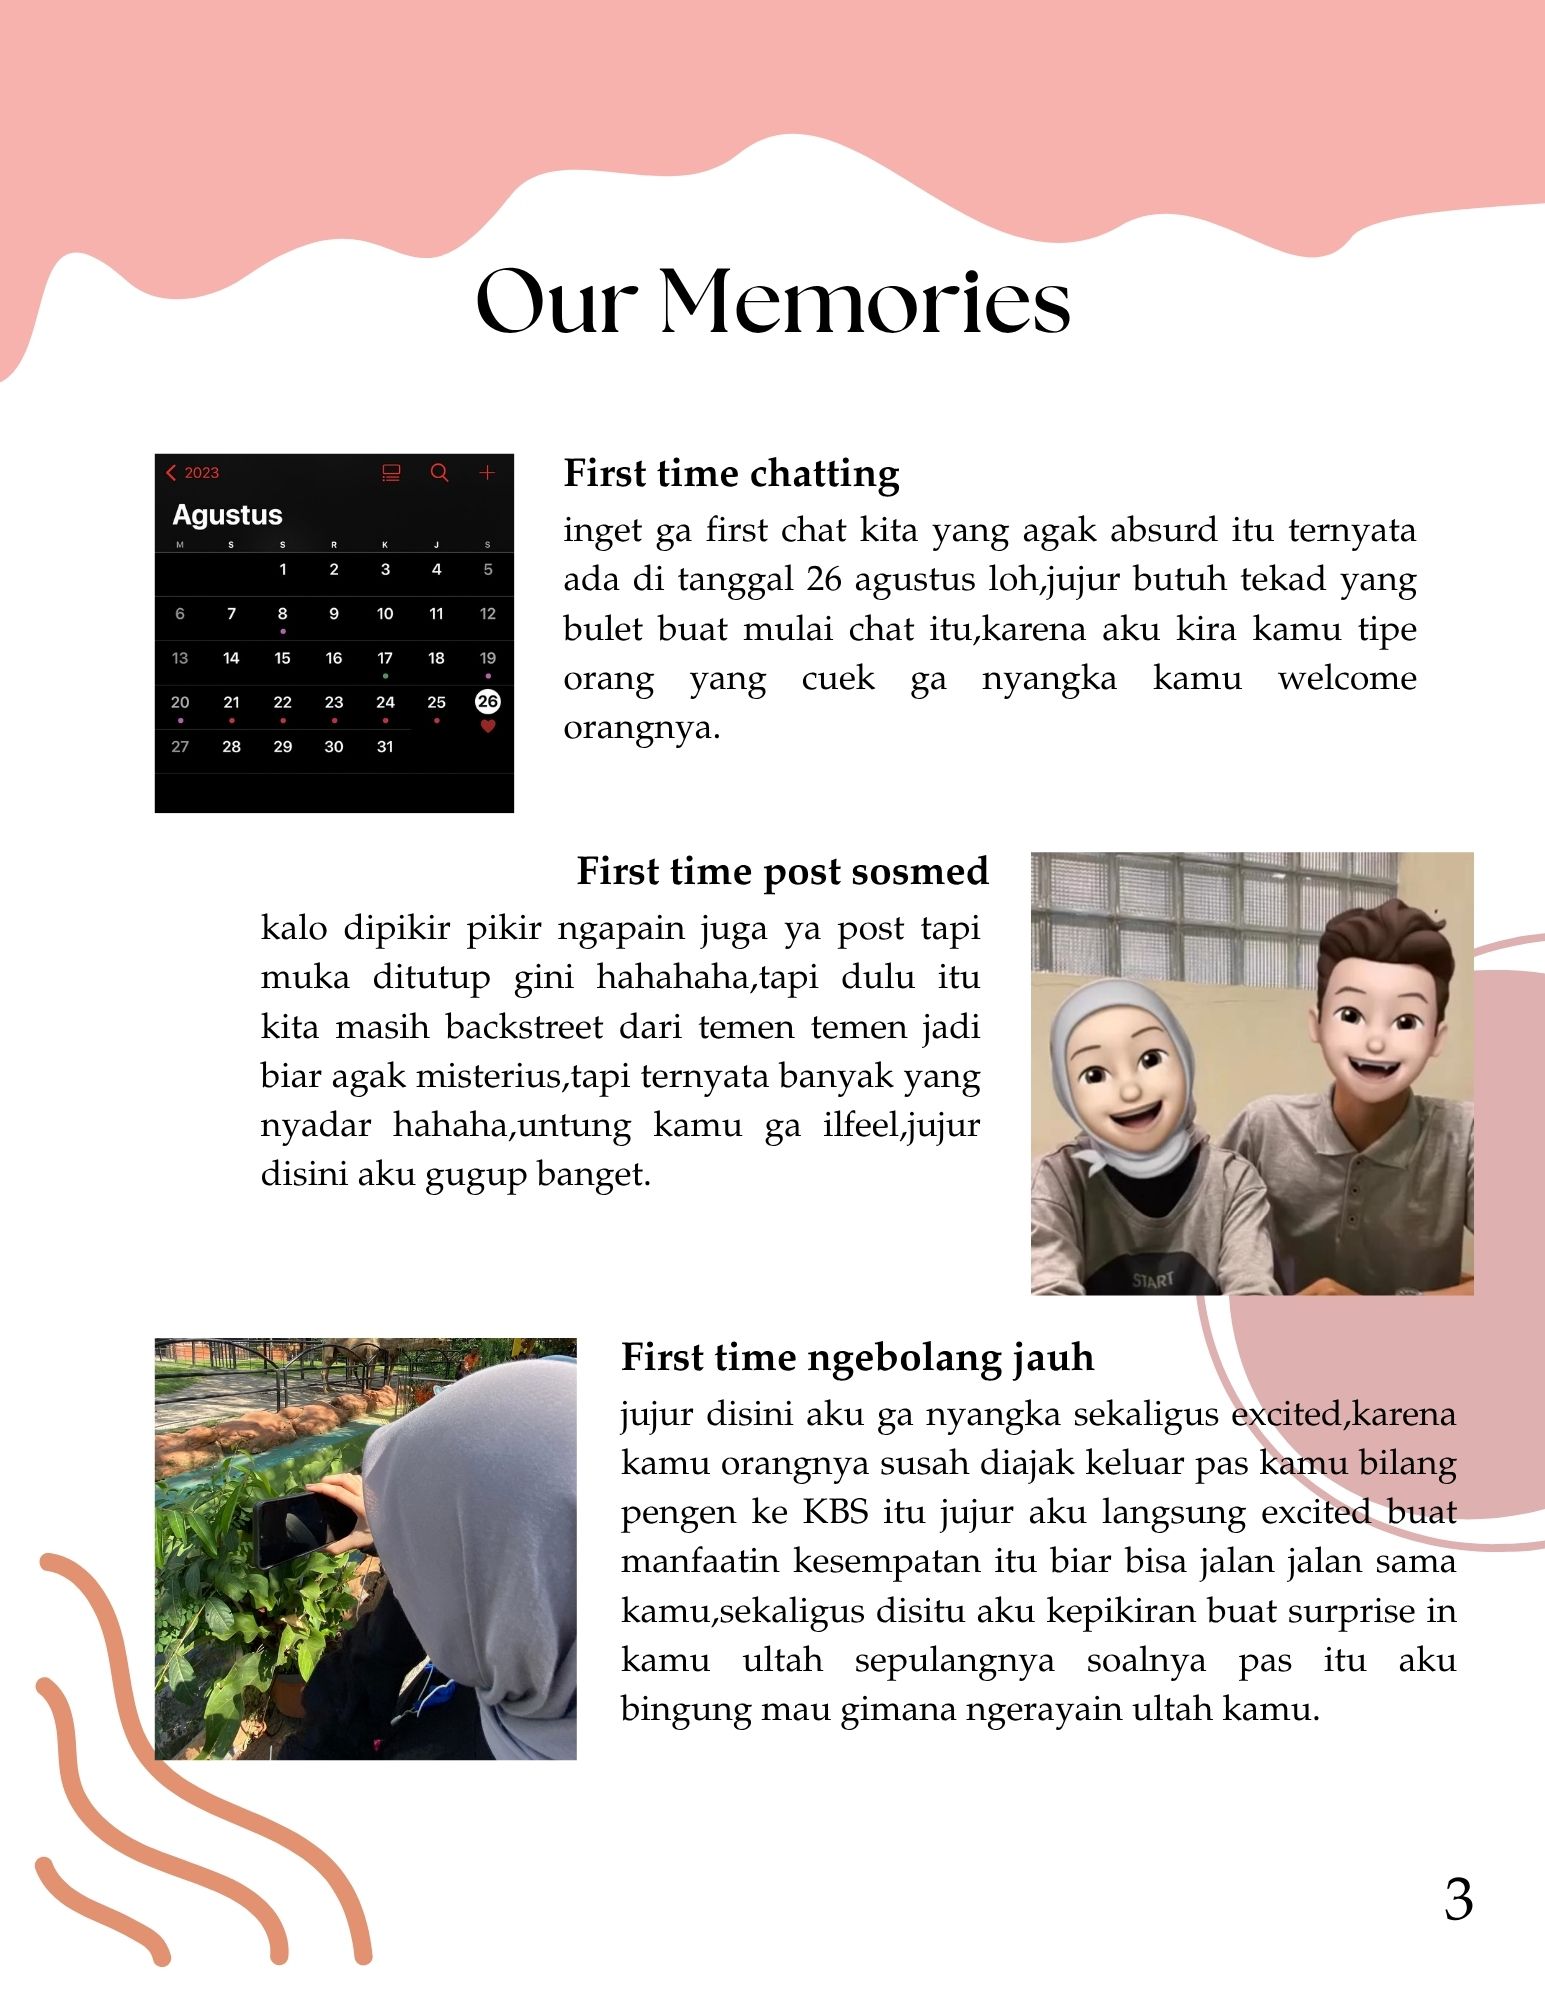 Our Memories
2023
Agustus
M S S R K J S
1 2 3 4 5
6 7 8 9 10 11 12
13 14 15 16 17 18 19
20 21 22 23 24 25 26
27 28 29 30 31
First time chatting
inget ga first chat kita yang agak absurd itu ternyata
ada di tanggal 26 agustus loh,jujur butuh tekad yang
bulet buat mulai chat itu,karena aku kira kamu tipe
orang yang cuek ga nyangka kamu welcome
orangnya.
First time post sosmed
kalo dipikir pikir ngapain juga ya post tapi
muka ditutup gini hahahaha,tapi dulu itu
kita masih backstreet dari temen temen jadi
biar agak misterius,tapi ternyata banyak yang
nyadar hahaha,untung kamu ga ilfeel,jujur
disini aku gugup banget.
START
First time ngebolang jauh
jujur disini aku ga nyangka sekaligus excited,karena
kamu orangnya susah diajak keluar pas kamu bilang
pengen ke KBS itu jujur aku langsung excited buat
manfaatin kesempatan itu biar bisa jalan jalan sama
kamu,sekaligus disitu aku kepikiran buat surprise in
kamu ultah sepulangnya soalnya pas itu aku
bingung mau gimana ngerayain ultah kamu.
3